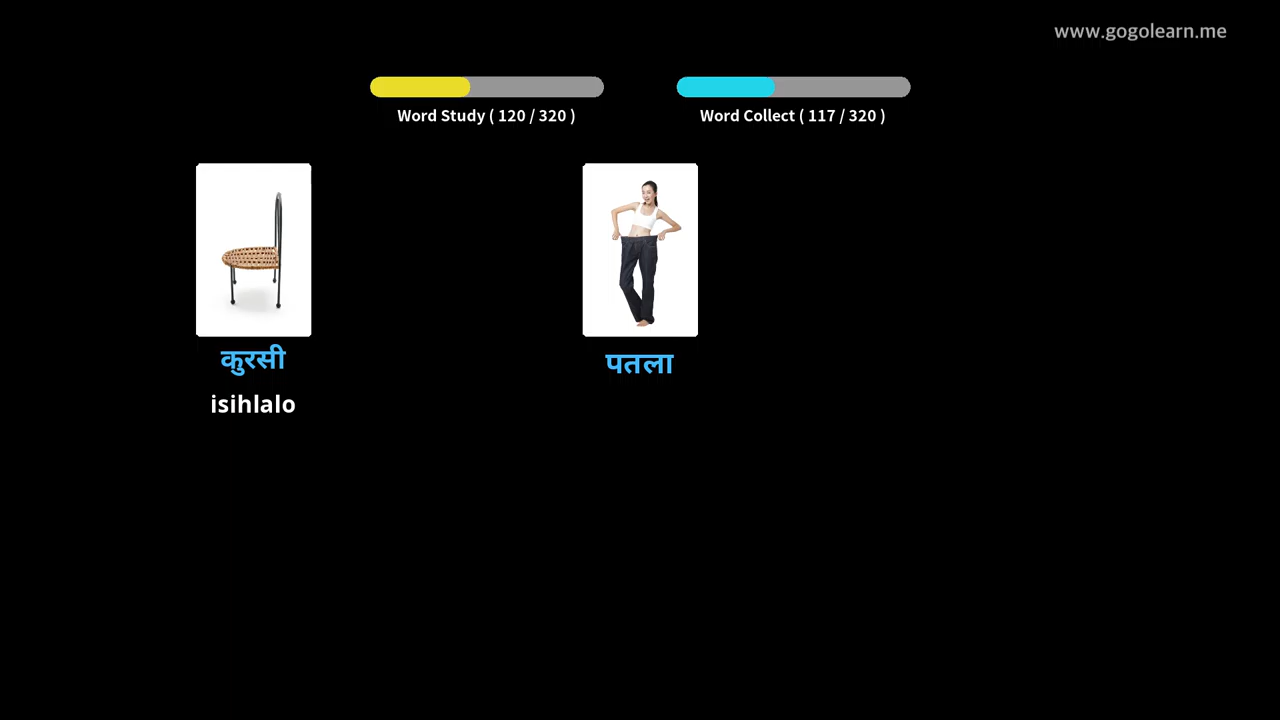 www.gogolearn.me
Word Study ( 120 / 320 )
Word Collect ( 117 / 320 )
कुरसी
पतला
isihlalo